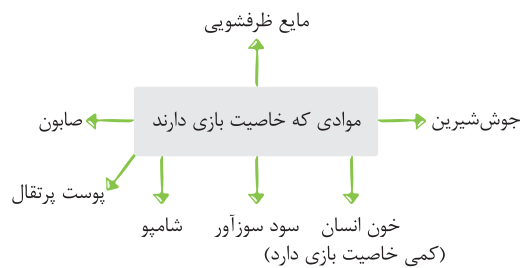 مایع ظرفشویی
موادی که خاصیت بازی دارند
جوش‌شیرین
صابون
پوست پرتقال
شامپو
سود سوزآور
خون انسان
(کمی خاصیت بازی دارد)